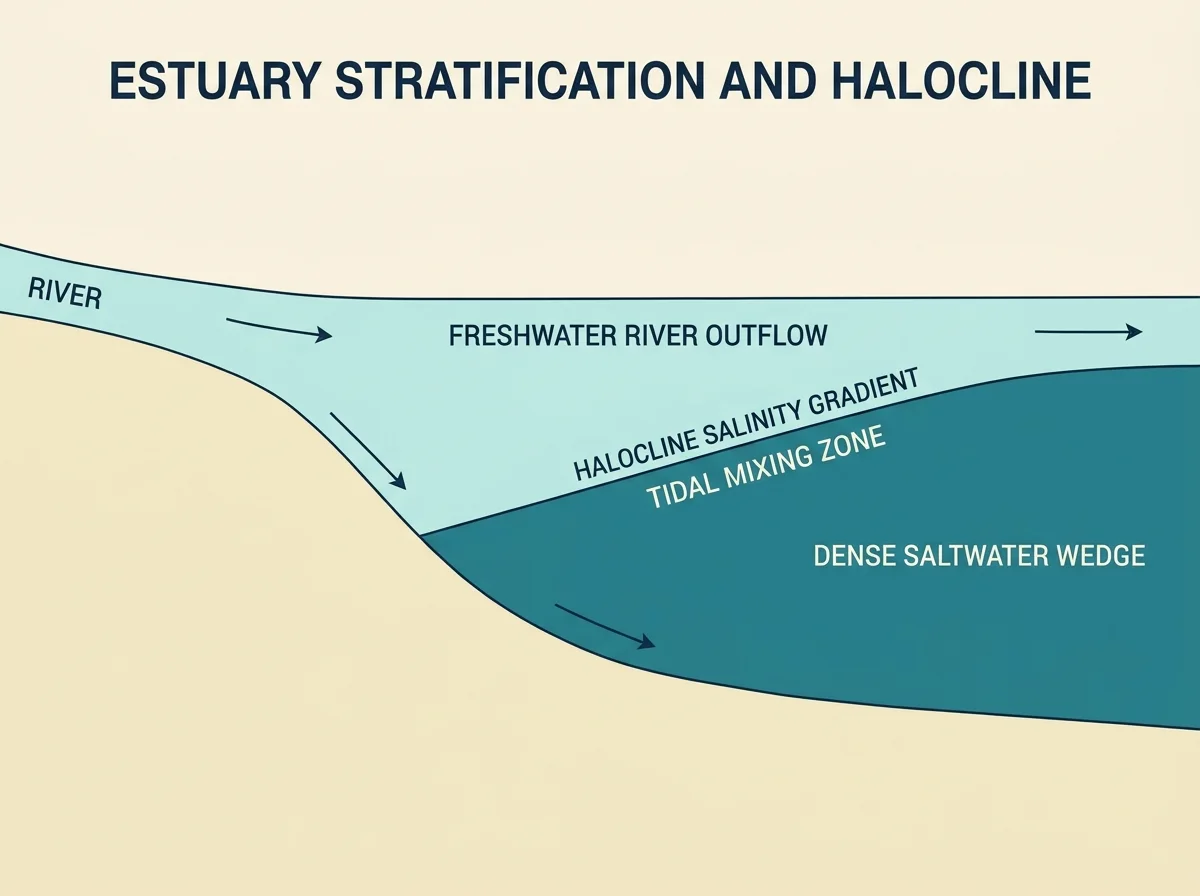 ESTUARY STRATIFICATION AND HALOCLINE
RIVER
FRESHWATER RIVER OUTFLOW
HALOCLINE SALINITY GRADIENT
TIDAL MIXING ZONE
DENSE SALTWATER WEDGE